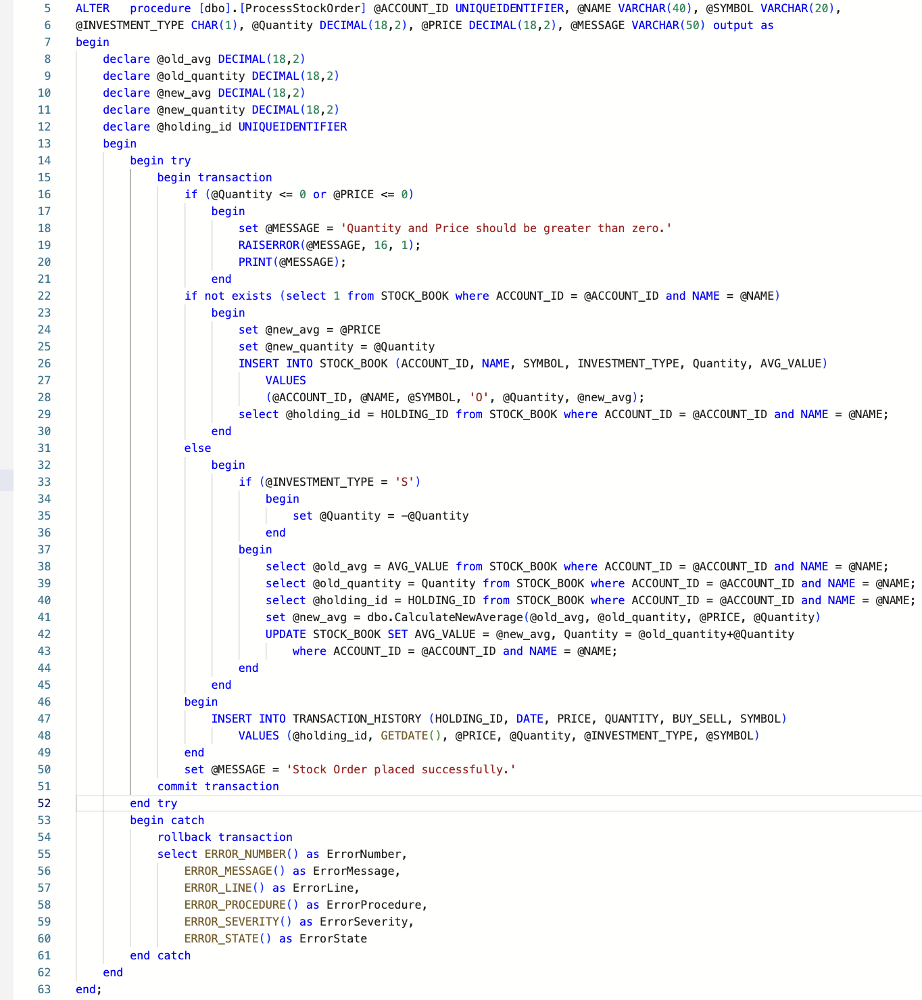 5 ALTER   procedure [dbo].[ProcessStockOrder] @ACCOUNT_ID UNIQUEIDENTIFIER, @NAME VARCHAR(40), @SYMBOL VARCHAR(20),
6 @INVESTMENT_TYPE CHAR(1), @Quantity DECIMAL(18,2), @PRICE DECIMAL(18,2), @MESSAGE VARCHAR(50) output as
7 begin
8     declare @old_avg DECIMAL(18,2)
9     declare @old_quantity DECIMAL(18,2)
10     declare @new_avg DECIMAL(18,2)
11     declare @new_quantity DECIMAL(18,2)
12     declare @holding_id UNIQUEIDENTIFIER
13     begin
14         begin try
15             begin transaction
16                 if (@Quantity <= 0 or @PRICE <= 0)
17                     begin
18                         set @MESSAGE = 'Quantity and Price should be greater than zero.'
19                         RAISERROR(@MESSAGE, 16, 1);
20                         PRINT(@MESSAGE);
21                     end
22                 if not exists (select 1 from STOCK_BOOK where ACCOUNT_ID = @ACCOUNT_ID and NAME = @NAME)
23                     begin
24                         set @new_avg = @PRICE
25                         set @new_quantity = @Quantity
26                         INSERT INTO STOCK_BOOK (ACCOUNT_ID, NAME, SYMBOL, INVESTMENT_TYPE, Quantity, AVG_VALUE)
27                             VALUES
28                             (@ACCOUNT_ID, @NAME, @SYMBOL, 'O', @Quantity, @new_avg);
29                         select @holding_id = HOLDING_ID from STOCK_BOOK where ACCOUNT_ID = @ACCOUNT_ID and NAME = @NAME;
30                     end
31                 else
32                     begin
33                         if (@INVESTMENT_TYPE = 'S')
34                             begin
35                                 set @Quantity = -@Quantity
36                             end
37                         begin
38                             select @old_avg = AVG_VALUE from STOCK_BOOK where ACCOUNT_ID = @ACCOUNT_ID and NAME = @NAME;
39                             select @old_quantity = Quantity from STOCK_BOOK where ACCOUNT_ID = @ACCOUNT_ID and NAME = @NAME;
40                             select @holding_id = HOLDING_ID from STOCK_BOOK where ACCOUNT_ID = @ACCOUNT_ID and NAME = @NAME;
41                             set @new_avg = dbo.CalculateNewAverage(@old_avg, @old_quantity, @PRICE, @Quantity)
42                             UPDATE STOCK_BOOK SET AVG_VALUE = @new_avg, Quantity = @old_quantity+@Quantity
43                                 where ACCOUNT_ID = @ACCOUNT_ID and NAME = @NAME;
44                         end
45                     end
46                 begin
47                     INSERT INTO TRANSACTION_HISTORY (HOLDING_ID, DATE, PRICE, QUANTITY, BUY_SELL, SYMBOL)
48                         VALUES (@holding_id, GETDATE(), @PRICE, @Quantity, @INVESTMENT_TYPE, @SYMBOL)
49                 end
50                 set @MESSAGE = 'Stock Order placed successfully.'
51             commit transaction
52         end try
53         begin catch
54             rollback transaction
55             select ERROR_NUMBER() as ErrorNumber,
56                 ERROR_MESSAGE() as ErrorMessage,
57                 ERROR_LINE() as ErrorLine,
58                 ERROR_PROCEDURE() as ErrorProcedure,
59                 ERROR_SEVERITY() as ErrorSeverity,
60                 ERROR_STATE() as ErrorState
61         end catch
62     end
63 end;